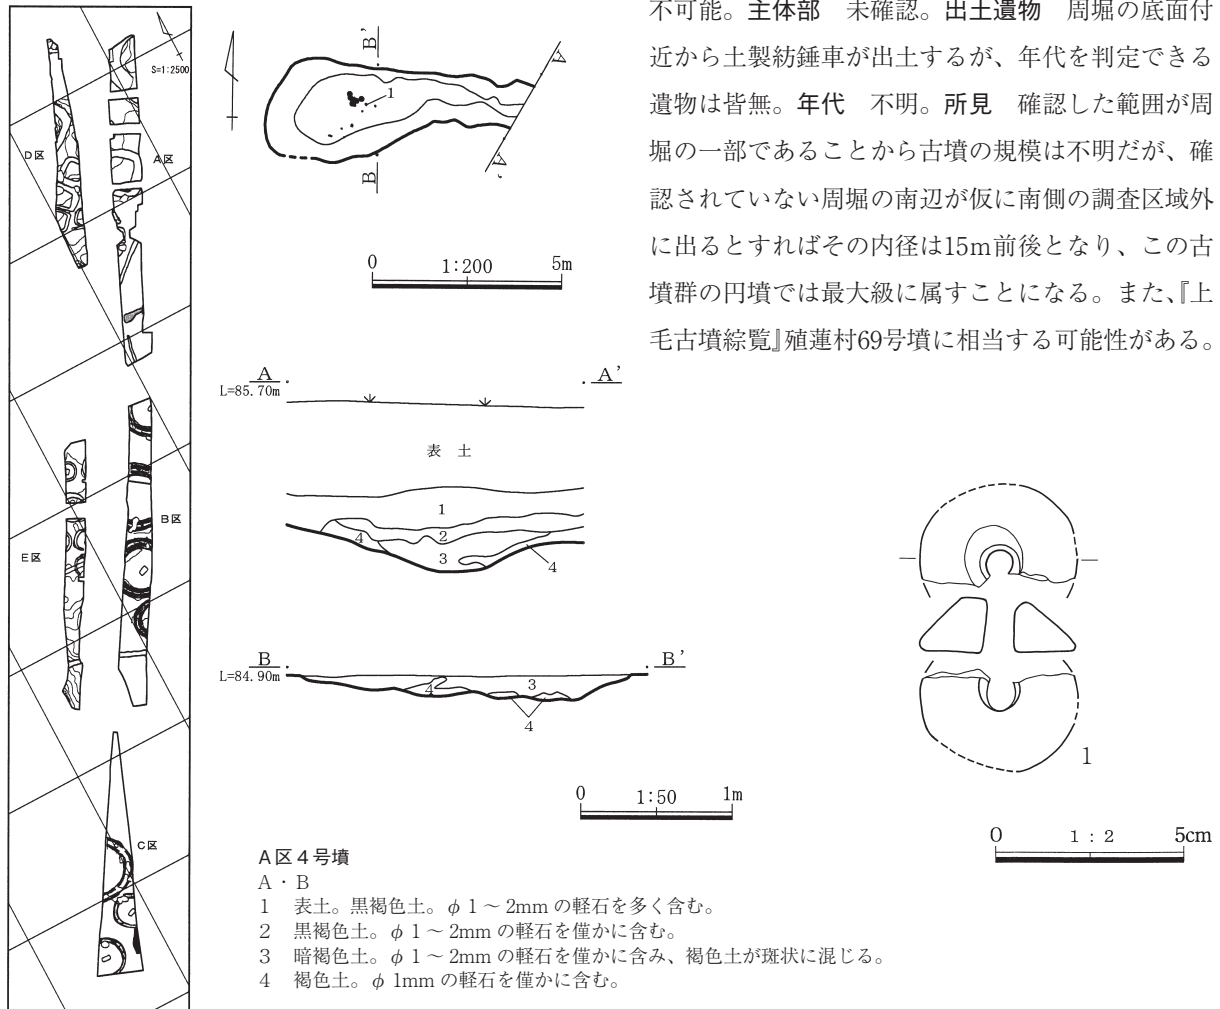 不可能。主体部　未確認。出土遺物　周堀の底面付
近から土製紡錘車が出土するが、年代を判定できる
遺物は皆無。年代　不明。所見　確認した範囲が周
堀の一部であることから古墳の規模は不明だが、確
認されていない周堀の南辺が仮に南側の調査区域外
に出るとすればその内径は15m前後となり、この古
墳群の円墳では最大級に属すことになる。また、『上
毛古墳綜覧』殖蓮村69号墳に相当する可能性がある。
S=1:2500
D区
A区
B区
E区
C区
B'
A
1
B
A'
0 1:200 5m
A A'
L=85.70m
表 土
1
2
4
3
4
B B'
L=84.90m
4
3
4
0 1:50 1m
1
0 1:2 5cm
A区4号墳
A・B
1　表土。黒褐色土。φ1～2mmの軽石を多く含む。
2　黒褐色土。φ1～2mmの軽石を僅かに含む。
3　暗褐色土。φ1～2mmの軽石を僅かに含み、褐色土が斑状に混じる。
4　褐色土。φ1mmの軽石を僅かに含む。